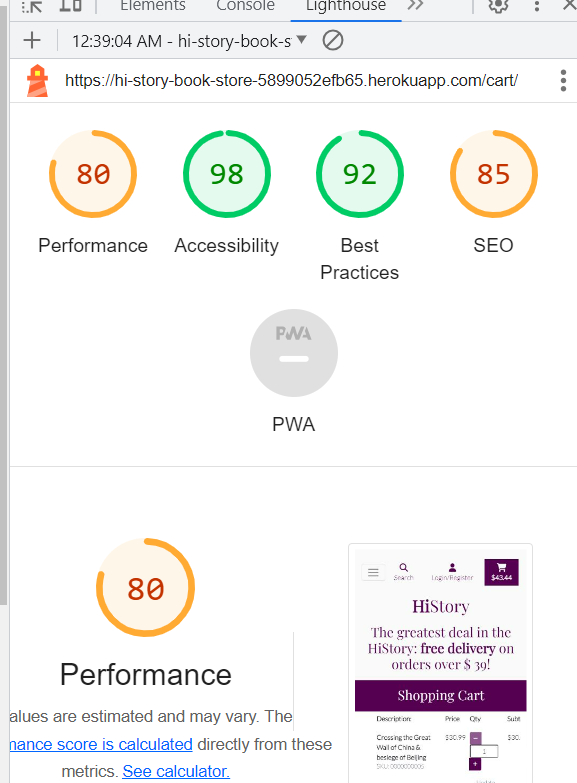 Elements Console Lighthouse
12:39:04 AM - hi-story-book-s
https://hi-story-book-store-5899052efb65.herokuapp.com/cart/
80 98 92 85
Performance Accessibility Best Practices SEO
PWA
PWA
80
Performance
alues are estimated and may vary. The
mance score is calculated directly from these
metrics. See calculator.
Search Login/Register $43.44
HiStory
The greatest deal in the
HiStory: free delivery on
orders over $ 39!
Shopping Cart
Description: Price Qty Subt
Crossing the Great $30.99 - $30.
Wall of China & 1
besiege of Beijing +
SKU:0000000005